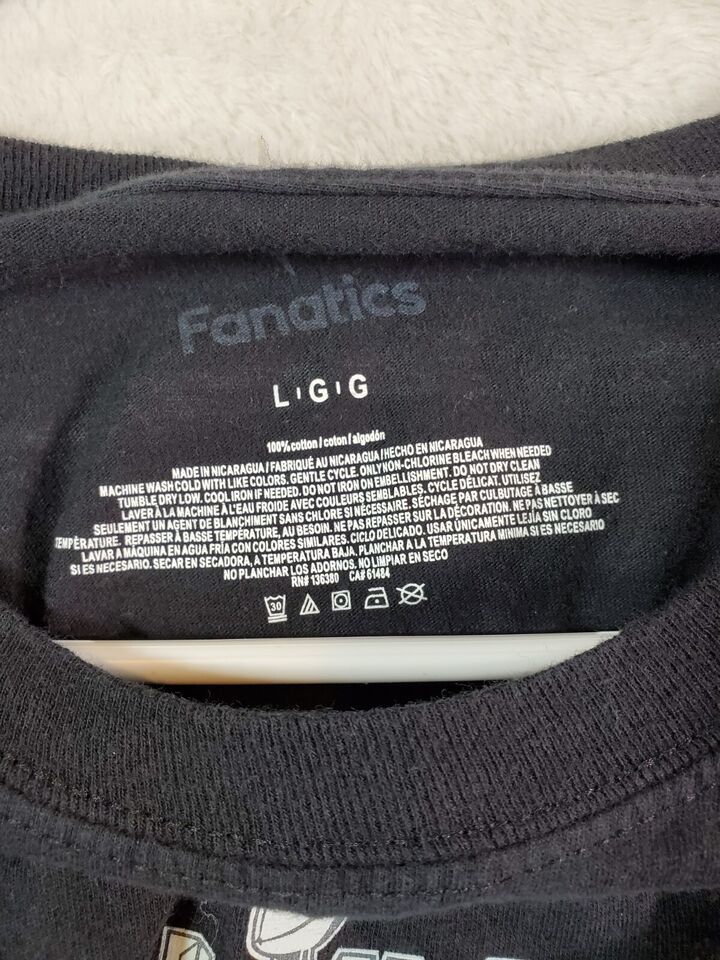 Fanatics
L G G
100% cotton / coton / algodón
MADE IN NICARAGUA / FABRIQUÉ AU NICARAGUA / HECHO EN NICARAGUA
MACHINE WASH COLD WITH LIKE COLORS. GENTLE CYCLE. ONLY NON-CHLORINE BLEACH WHEN NEEDED
TUMBLE DRY LOW. COOL IRON IF NEEDED. DO NOT IRON ON EMBELLISHMENT. DO NOT DRY CLEAN
LAVER À LA MACHINE À L'EAU FROIDE AVEC COULEURS SEMBLABLES. CYCLE DÉLICAT. UTILISEZ
SEULEMENT UN AGENT DE BLANCHIMENT SANS CHLORE SI NÉCESSAIRE. SÉCHAGE PAR CULBUTAGE À BASSE
TEMPÉRATURE. REPASSER À BASSE TEMPÉRATURE, AU BESOIN. NE PAS REPASSER SUR LA DÉCORATION. NE PAS NETTOYER À SEC
LAVAR A MÁQUINA EN AGUA FRÍA CON COLORES SIMILARES. CICLO DELICADO. USAR ÚNICAMENTE LEJÍA SIN CLORO
SI ES NECESARIO. SECAR EN SECADORA, A TEMPERATURA BAJA. PLANCHAR A LA TEMPERATURA MINIMA SI ES NECESARIO
NO PLANCHAR LOS ADORNOS. NO LIMPIAR EN SECO
RN# 136380 CA# 61484
30